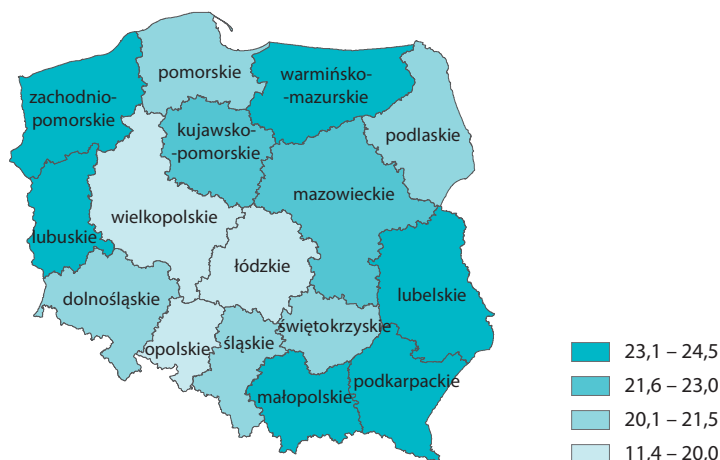 pomorskie
warmińsko-
-mazurskie
zachodnio-
pomorskie
kujawsko-
-pomorskie
podlaskie
mazowieckie
wielkopolskie
lubuskie
łódzkie
dolnośląskie
lubelskie
świętokrzyskie
opolskie
śląskie
podkarpackie
małopolskie
23,1 – 24,5
21,6 – 23,0
20,1 – 21,5
11,4 – 20,0